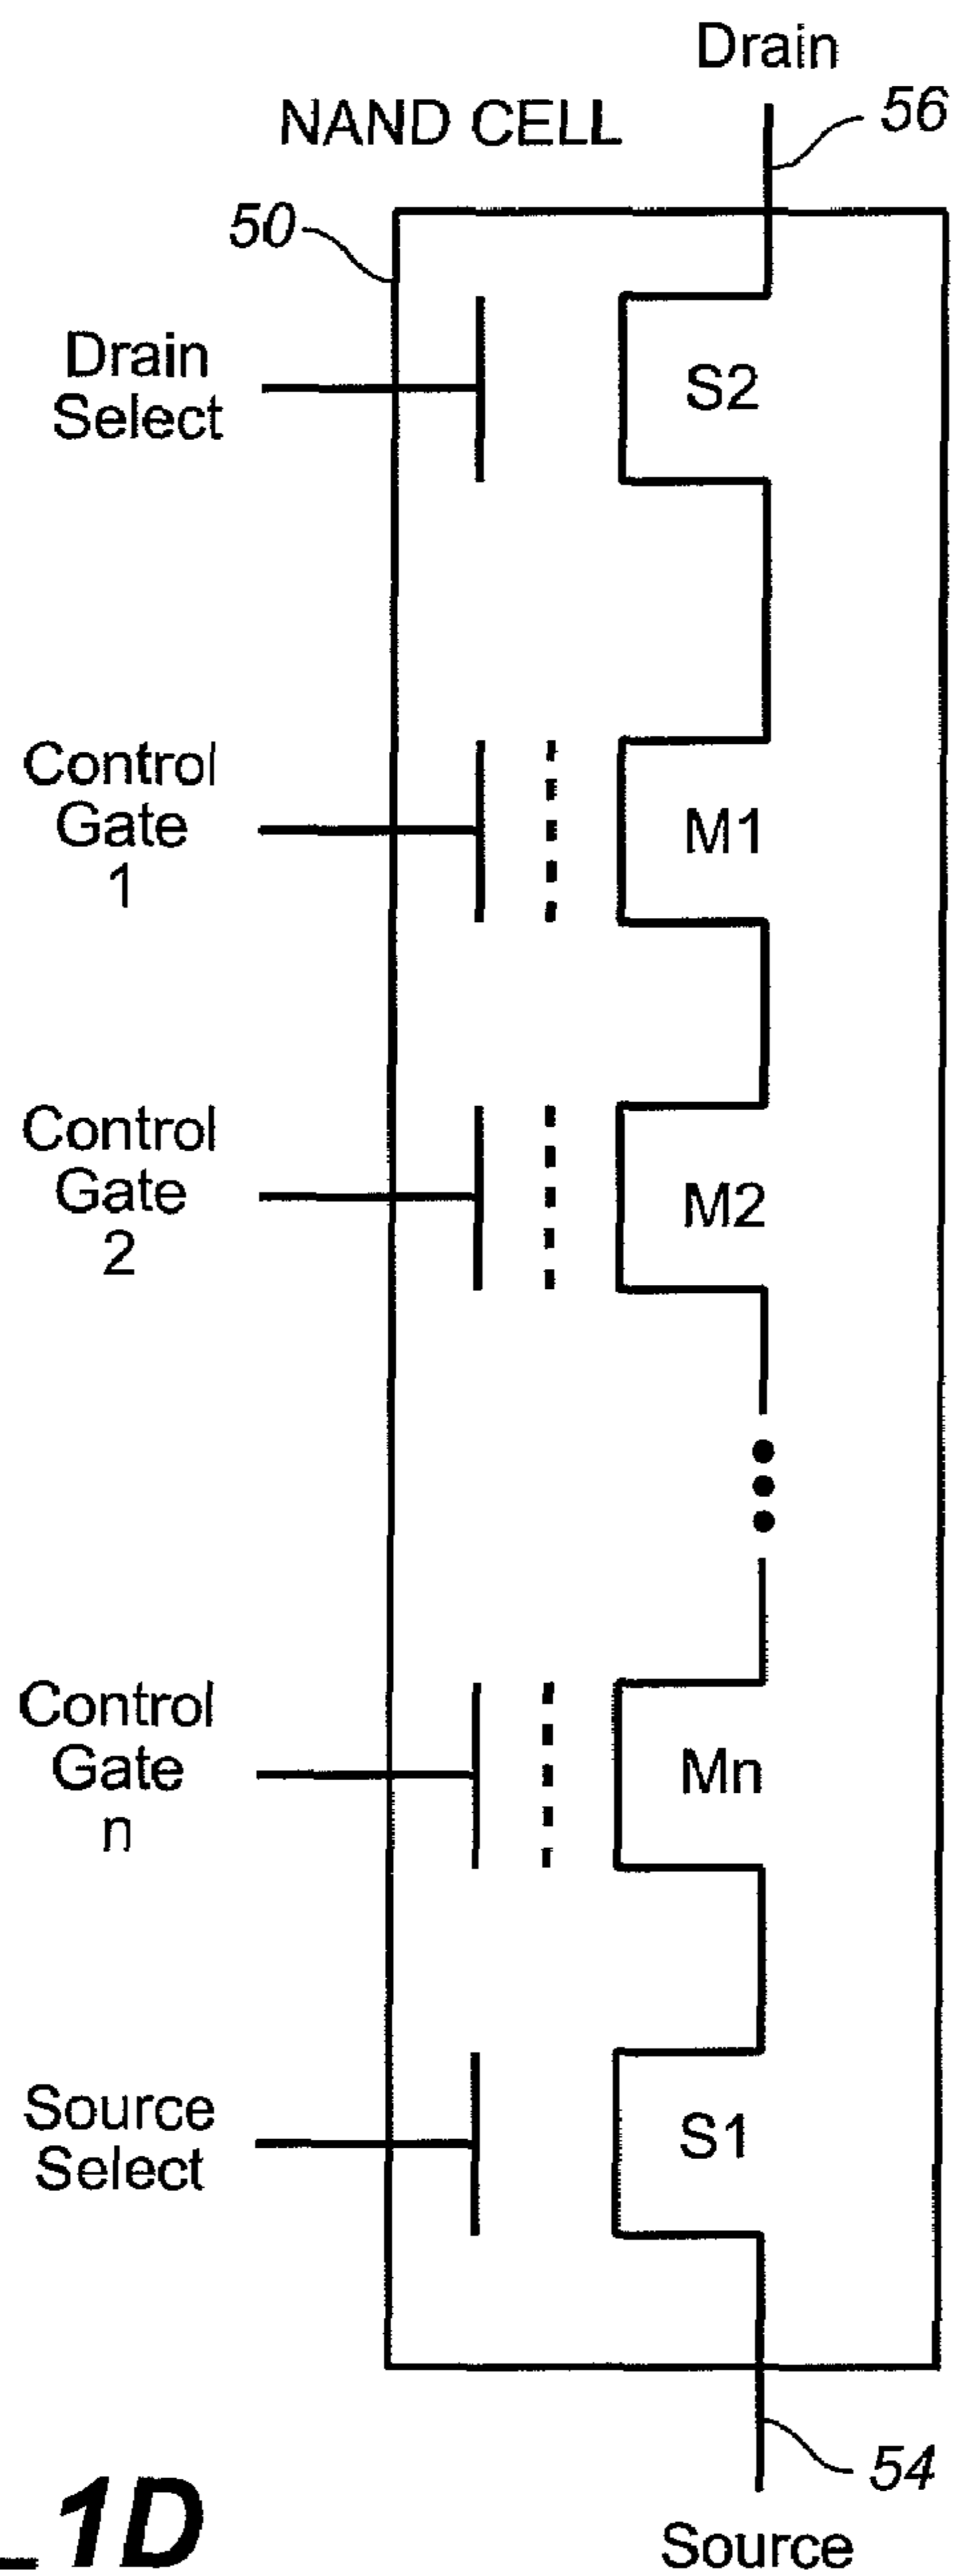 Drain
NAND CELL
56
50
Drain
Select
S2
Control
Gate
1
M1
Control
Gate
2
M2
Control
Gate
n
Mn
Source
Select
S1
54
1D
Source